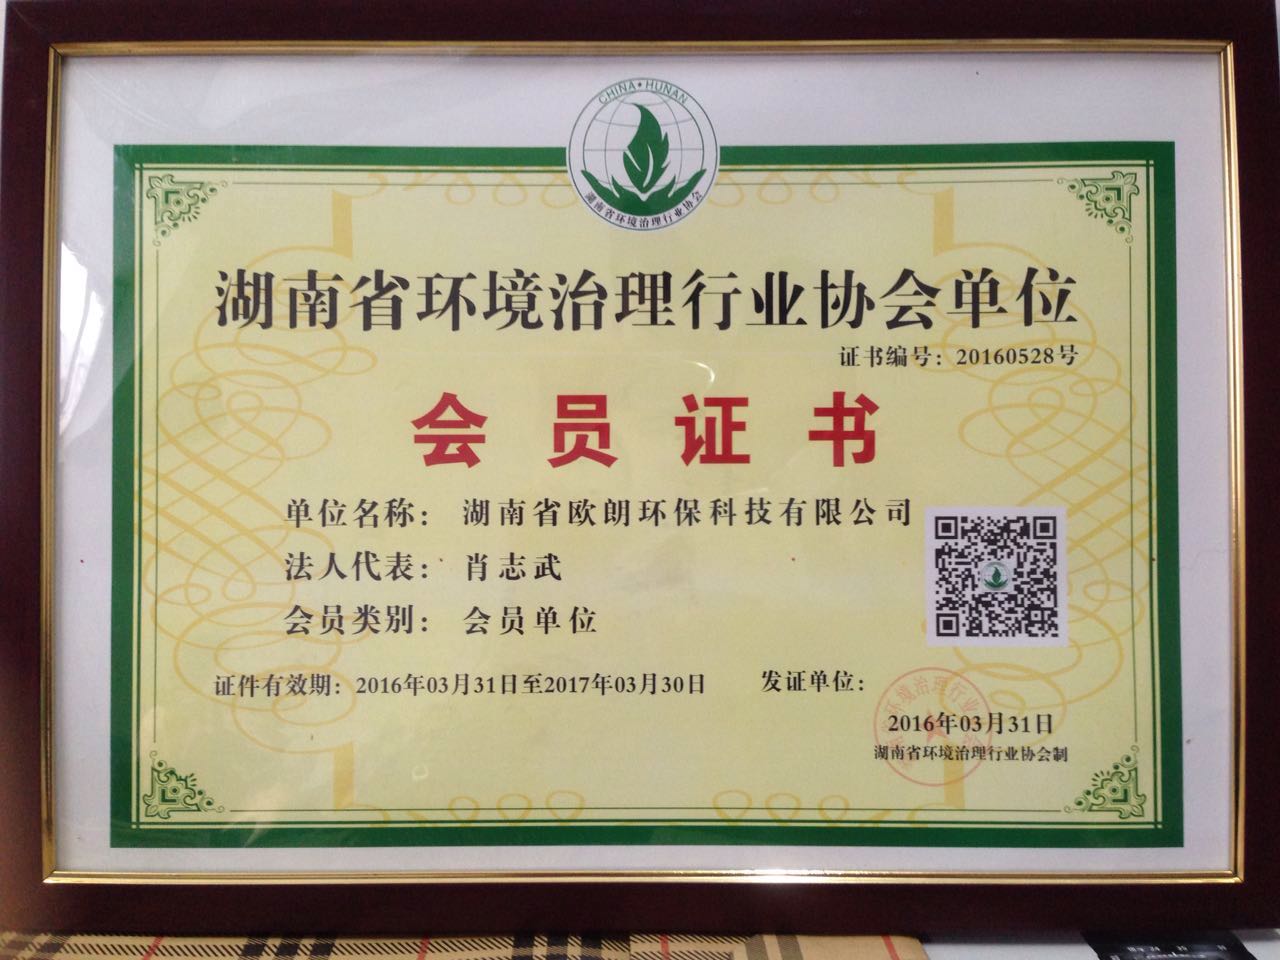 CHINA·HUNAN
湖南省环境治理行业协会
湖南省环境治理行业协会单位
证书编号：20160528号
会员证书
单位名称：湖南省欧朗环保科技有限公司
法人代表：肖志武
会员类别：会员单位
证件有效期：2016年03月31日至2017年03月30日
发证单位：
2016年03月31日
湖南省环境治理行业协会制